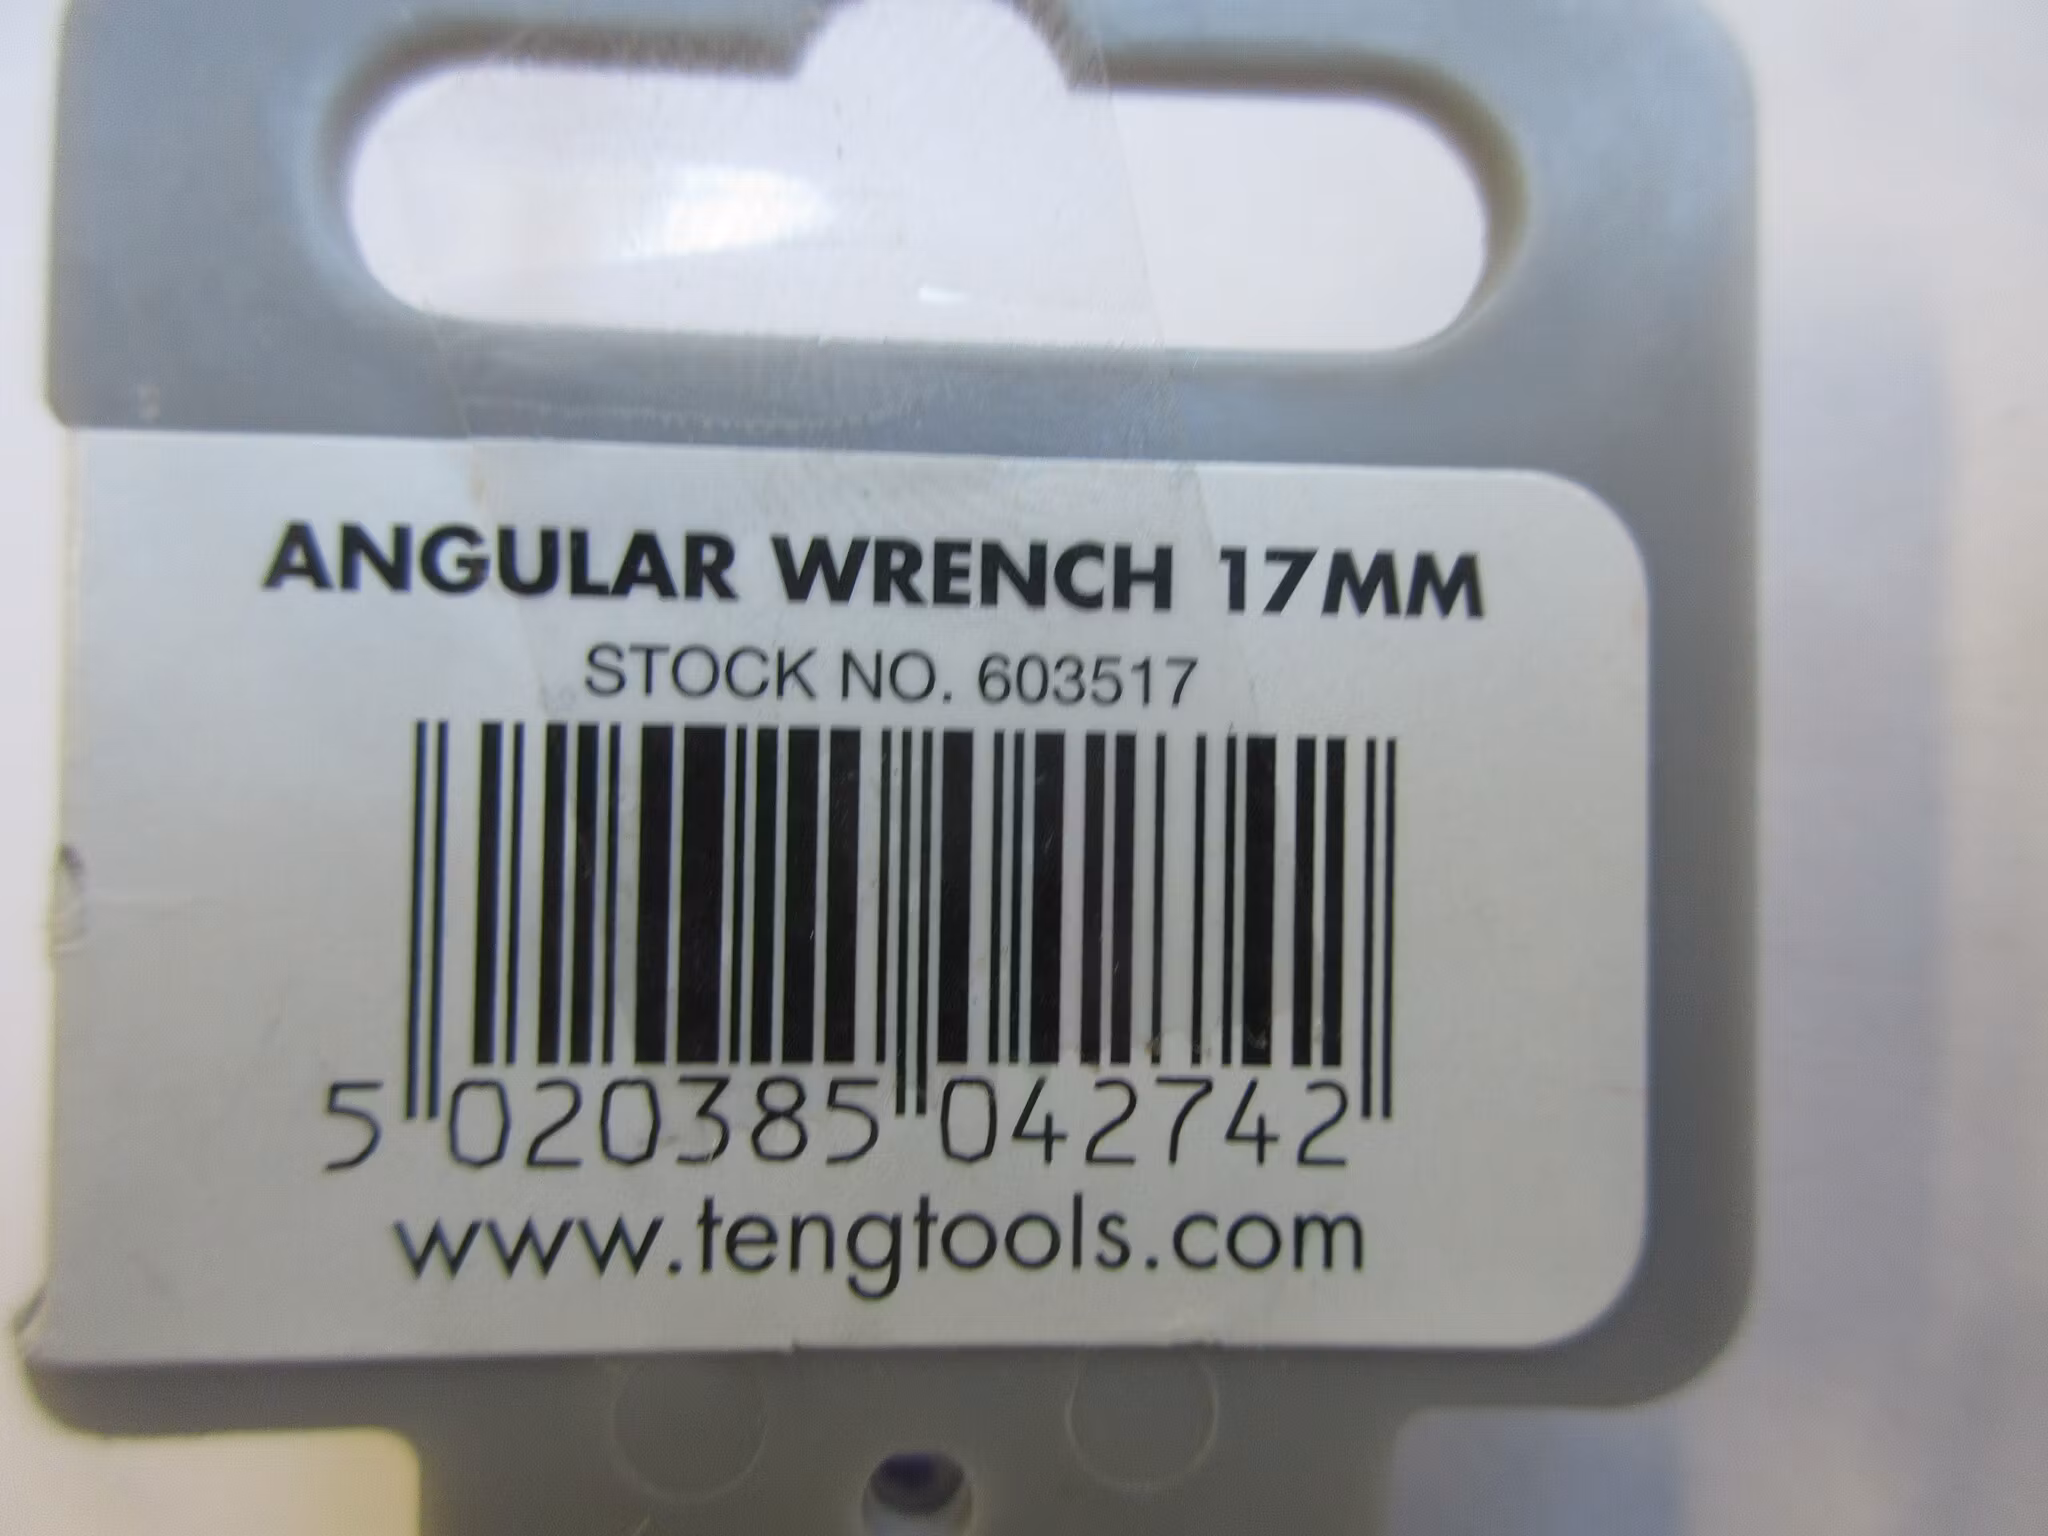 ANGULAR WRENCH 17MM
STOCK NO. 603517
5 020385 042742
www.tengtools.com